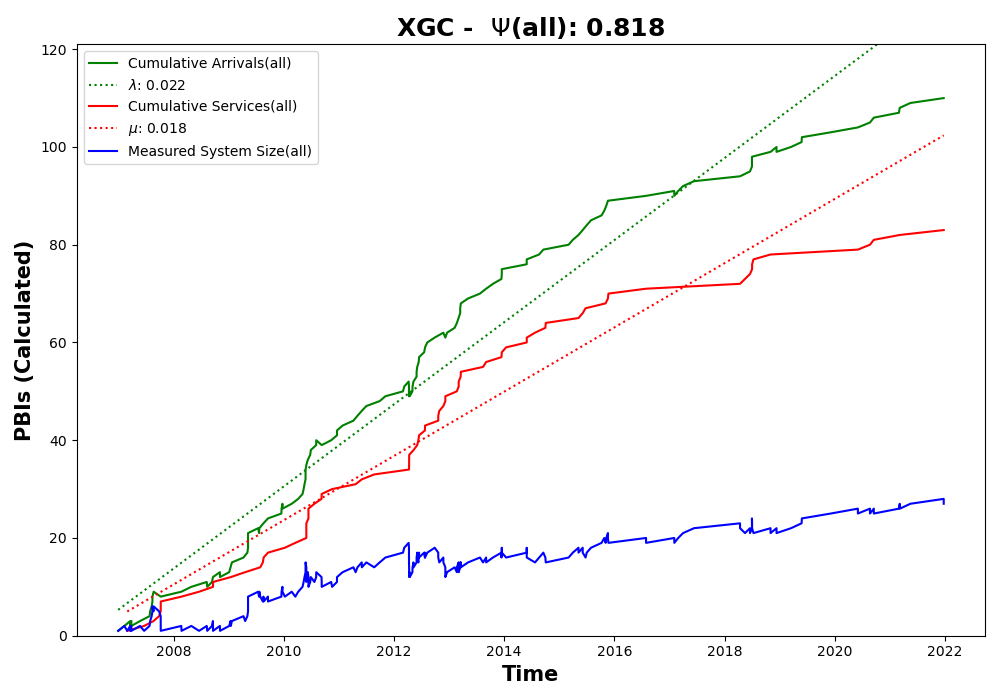 XGC -  Ψ(all): 0.818
Cumulative Arrivals(all)
λ: 0.022
Cumulative Services(all)
μ: 0.018
Measured System Size(all)
PBIs (Calculated)
120
100
80
60
40
20
0
2008 2010 2012 2014 2016 2018 2020 2022
Time